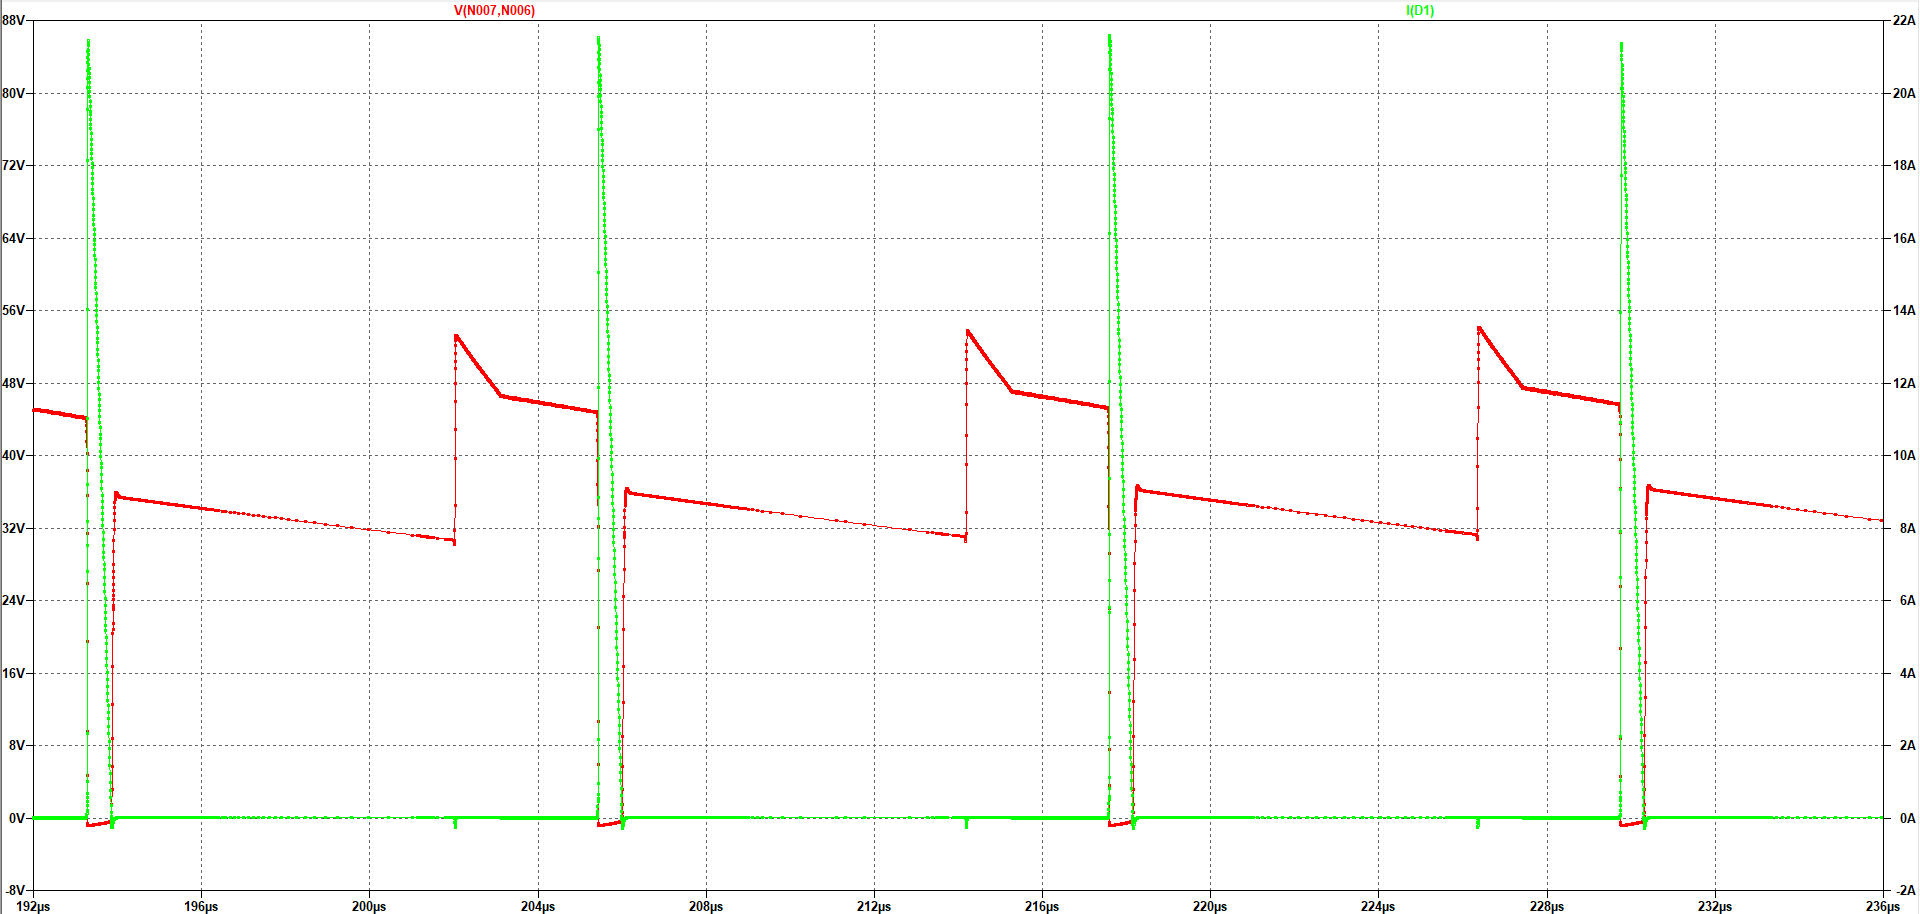 V(N007,N006) I(D1)
88V 22A
80V 20A
72V 18A
64V 16A
56V 14A
48V 12A
40V 10A
32V 8A
24V 6A
16V 4A
8V 2A
0V 0A
-8V -2A
192µs 196µs 200µs 204µs 208µs 212µs 216µs 220µs 224µs 228µs 232µs 236µs